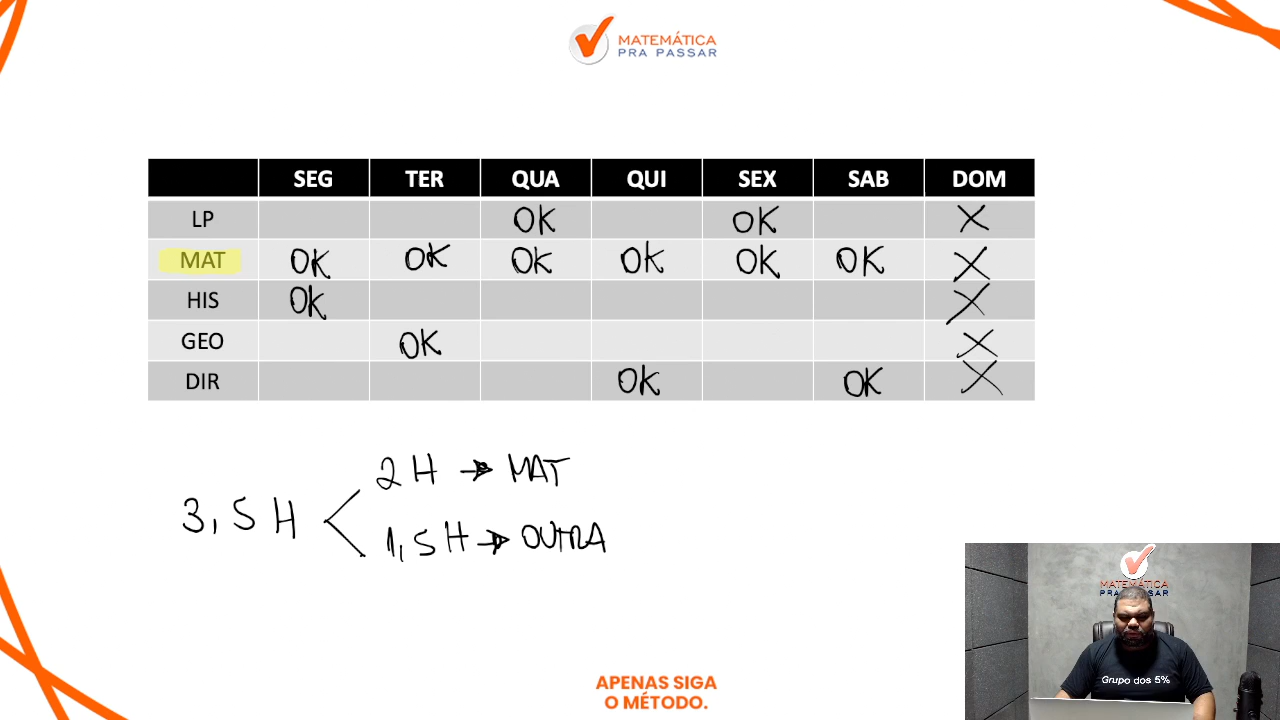 MATEMÁTICA
PRA PASSAR
SEG TER QUA QUI SEX SAB DOM
LP OK OK X
MAT OK OK OK OK OK OK X
HIS OK X
GEO OK X
DIR OK OK X
2 H → MAT
3,5 H <
1,5 H → OUTRA
MATEMÁTICA
PRA PASSAR
Grupo dos 5%
APENAS SIGA
O MÉTODO.